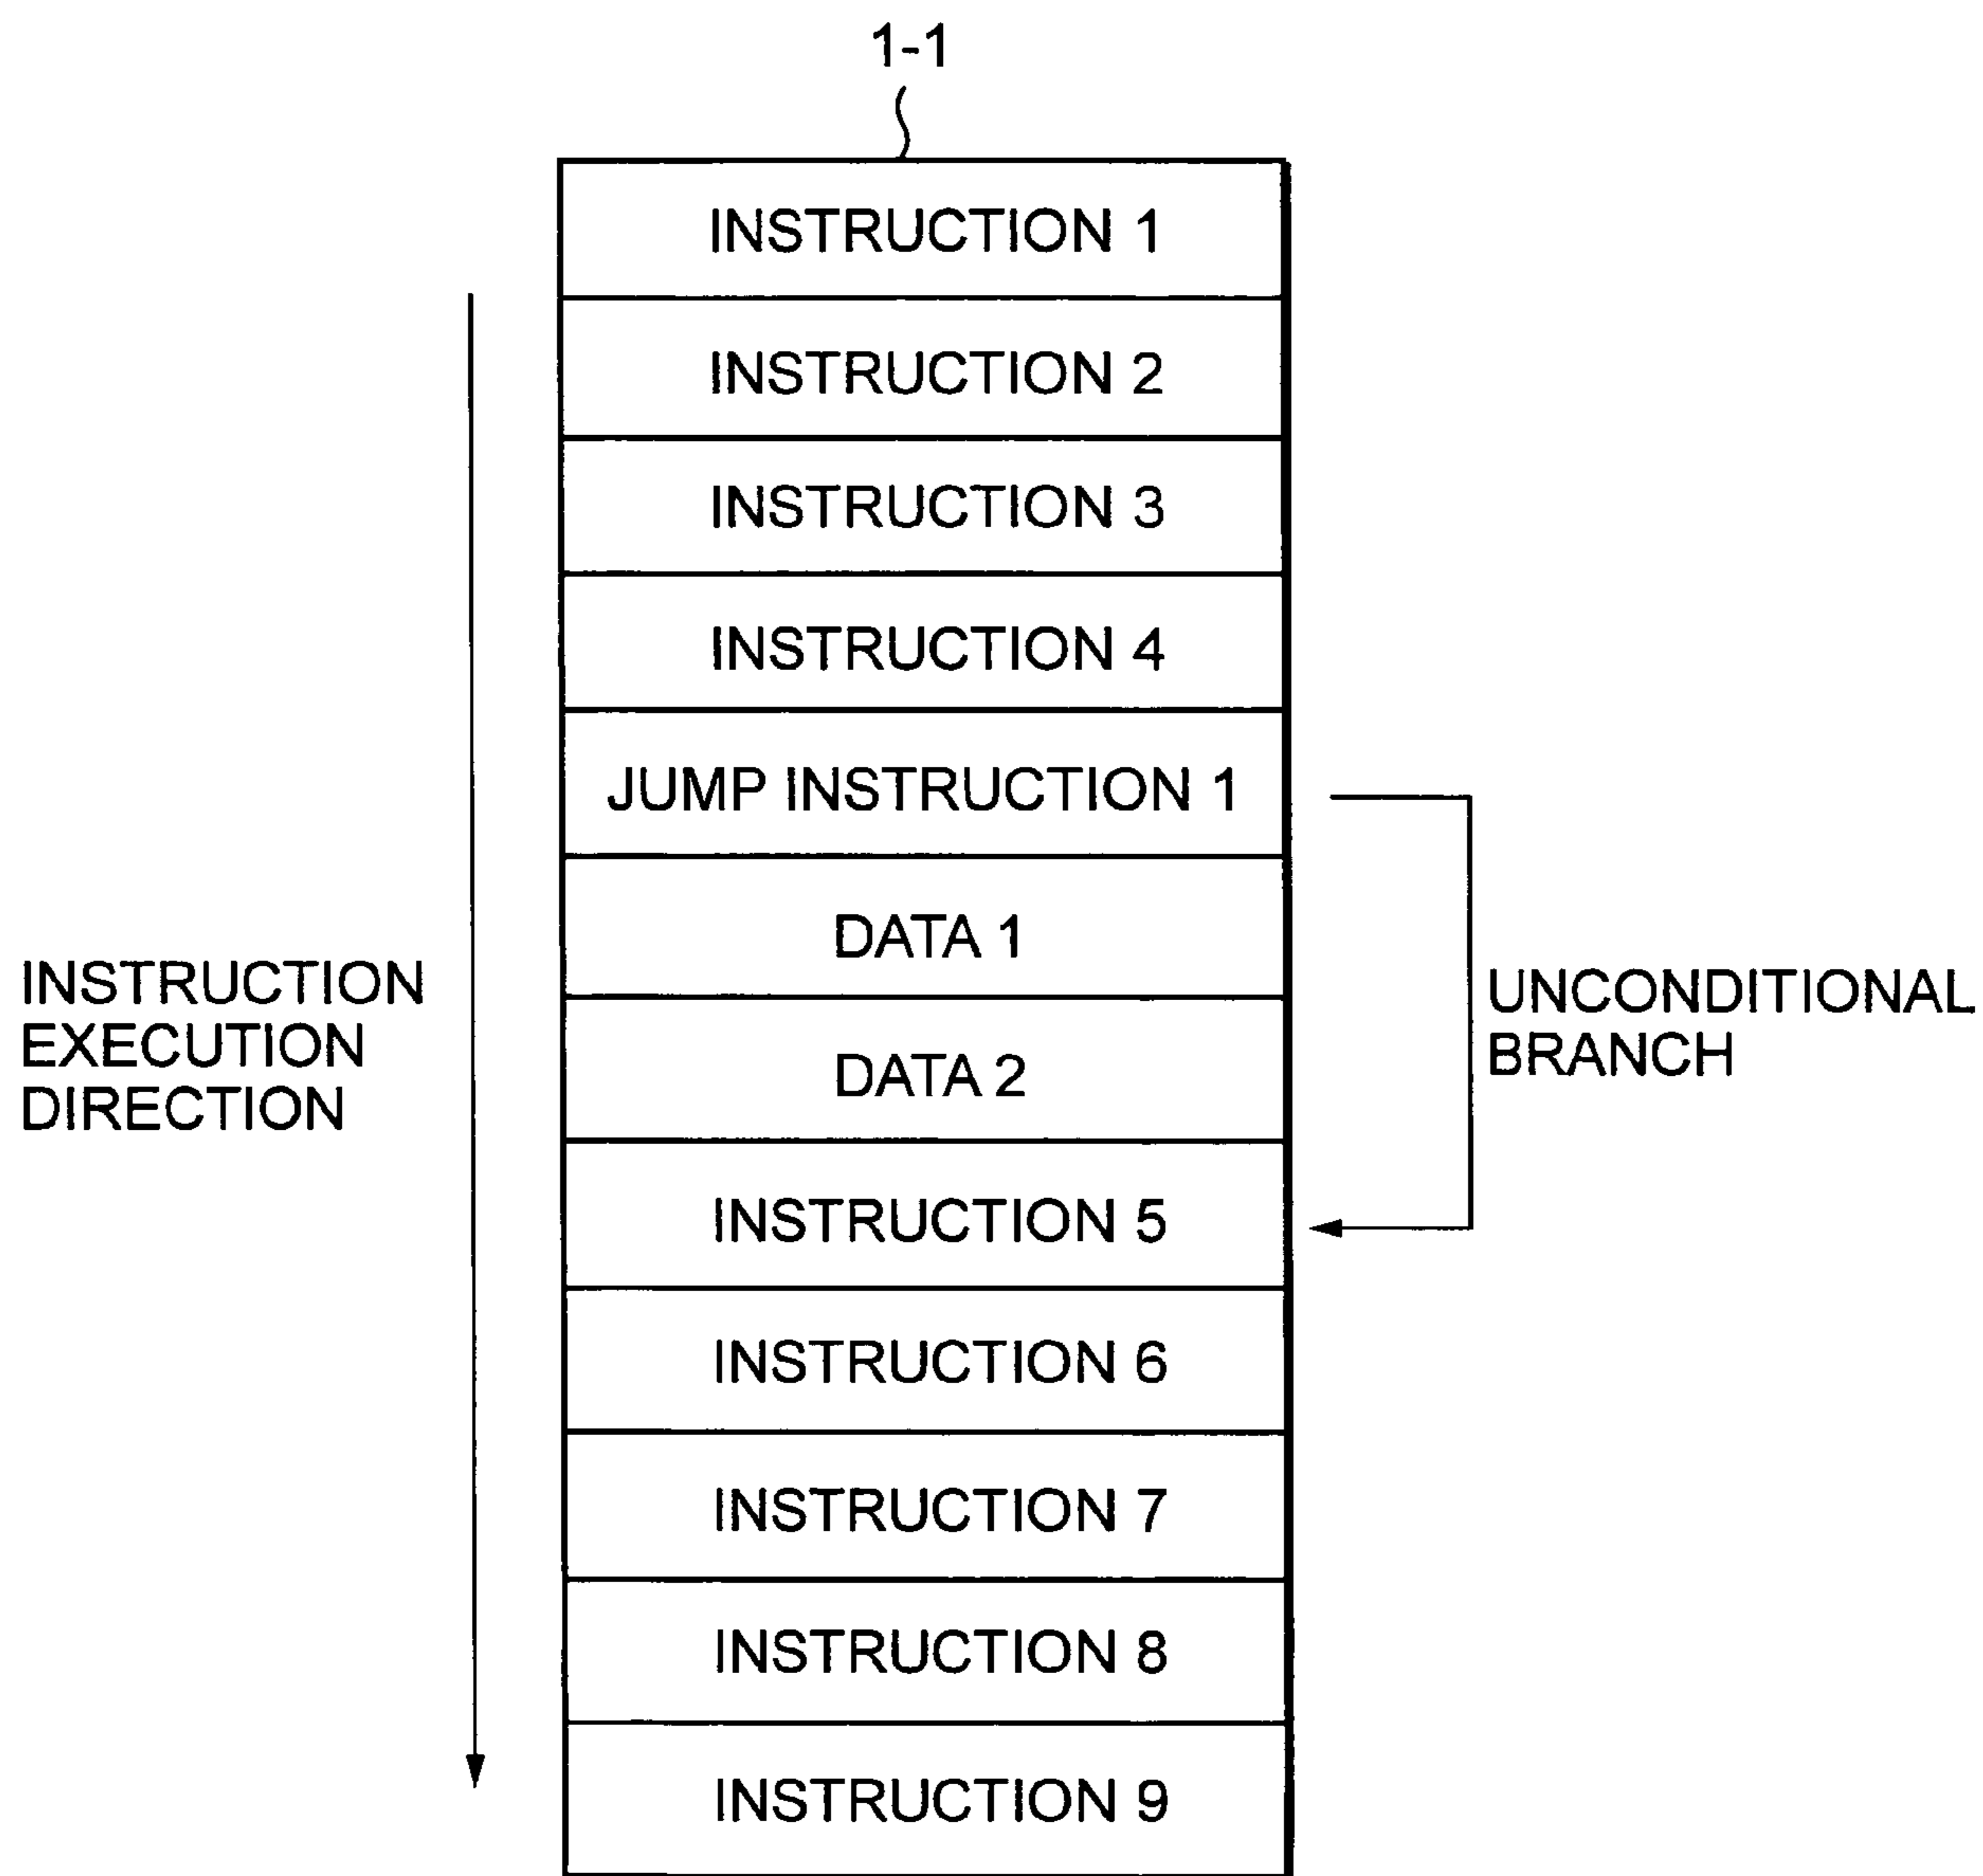 1-1
INSTRUCTION 1
INSTRUCTION 2
INSTRUCTION 3
INSTRUCTION 4
JUMP INSTRUCTION 1
DATA 1
DATA 2
INSTRUCTION 5
INSTRUCTION 6
INSTRUCTION 7
INSTRUCTION 8
INSTRUCTION 9
INSTRUCTION
EXECUTION
DIRECTION
UNCONDITIONAL
BRANCH